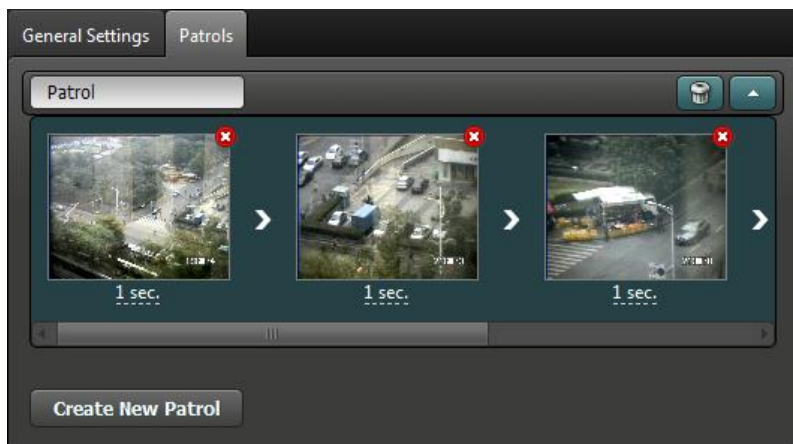 General Settings Patrols
Patrol
1 sec. 1 sec. 1 sec.
Create New Patrol